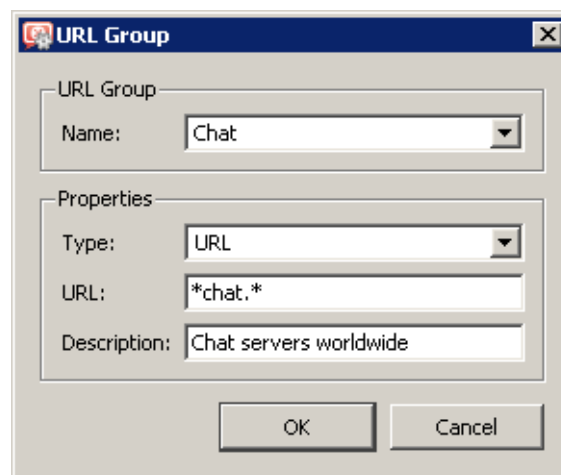 URL Group
URL Group
Name: Chat
Properties
Type: URL
URL: *chat.*
Description: Chat servers worldwide
OK Cancel